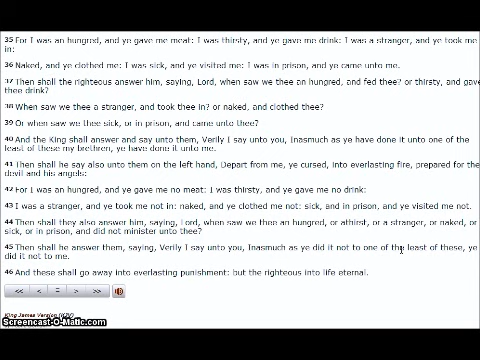 35 For I was an hungred, and ye gave me meat: I was thirsty, and ye gave me drink: I was a stranger, and ye took me
in:
36 Naked, and ye clothed me: I was sick, and ye visited me: I was in prison, and ye came unto me.
37 Then shall the righteous answer him, saying, Lord, when saw we thee an hungred, and fed thee? or thirsty, and gave
thee drink?
38 When saw we thee a stranger, and took thee in? or naked, and clothed thee?
39 Or when saw we thee sick, or in prison, and came unto thee?
40 And the King shall answer and say unto them, Verily I say unto you, Inasmuch as ye have done it unto one of the
least of these my brethren, ye have done it unto me.
41 Then shall he say also unto them on the left hand, Depart from me, ye cursed, into everlasting fire, prepared for the
devil and his angels:
42 For I was an hungred, and ye gave me no meat: I was thirsty, and ye gave me no drink:
43 I was a stranger, and ye took me not in: naked, and ye clothed me not: sick, and in prison, and ye visited me not.
44 Then shall they also answer him, saying, Lord, when saw we thee an hungred, or athirst, or a stranger, or naked, or
sick, or in prison, and did not minister unto thee?
45 Then shall he answer them, saying, Verily I say unto you, Inasmuch as ye did it not to one of the least of these, ye
did it not to me.
46 And these shall go away into everlasting punishment: but the righteous into life eternal.
<< < = > >>
King James Version (KJV)
Screencast-O-Matic.com